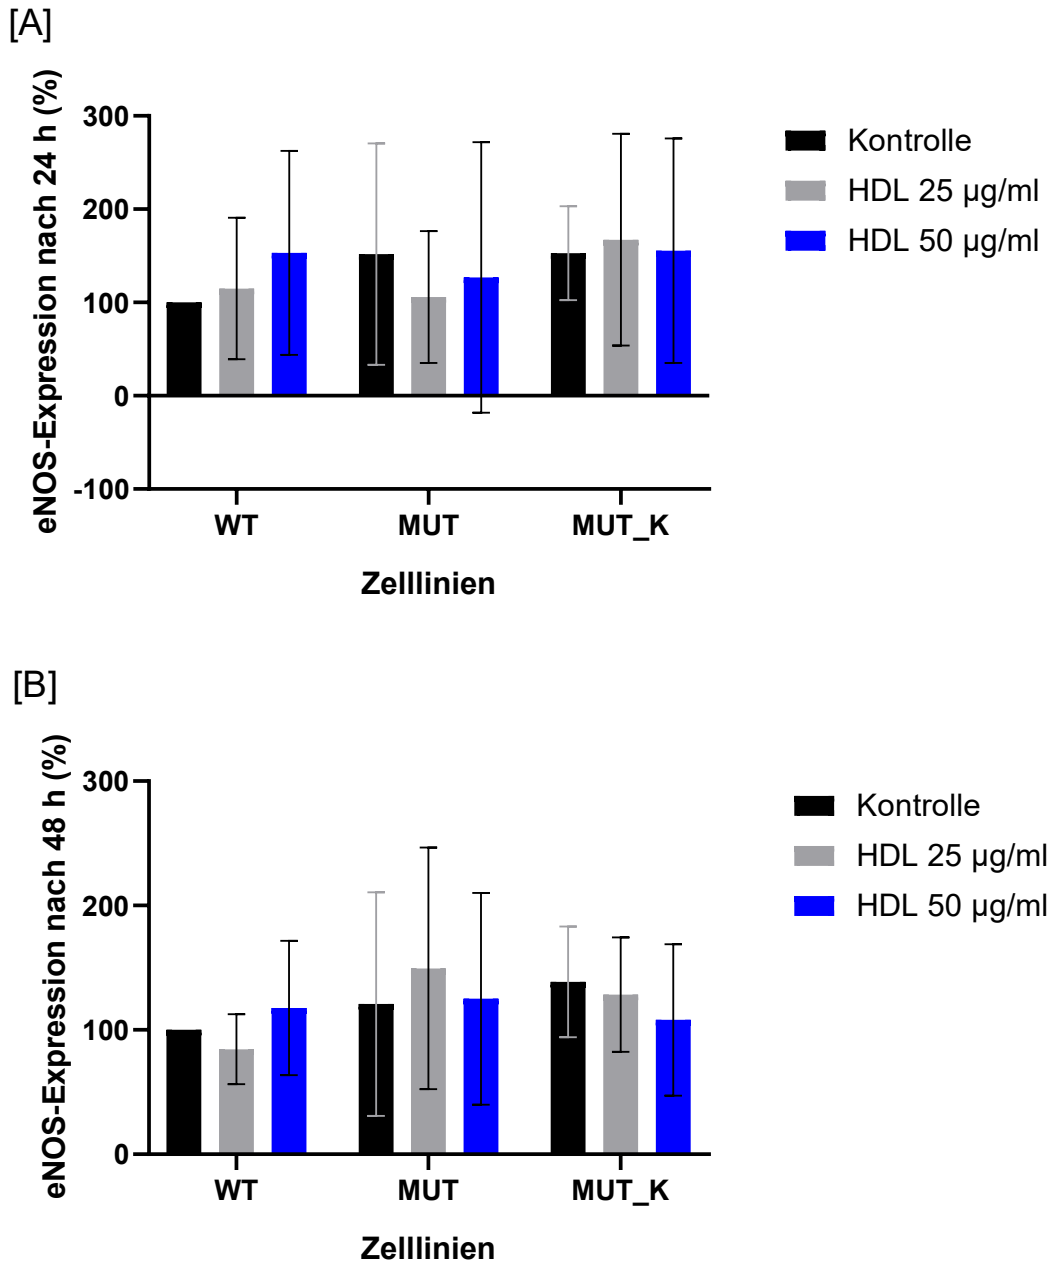 [A]
eNOS-Expression nach 24 h (%)
300
200
100
0
-100
WT MUT MUT_K
Zelllinien
Kontrolle
HDL 25 µg/ml
HDL 50 µg/ml
[B]
eNOS-Expression nach 48 h (%)
300
200
100
0
WT MUT MUT_K
Zelllinien
Kontrolle
HDL 25 µg/ml
HDL 50 µg/ml